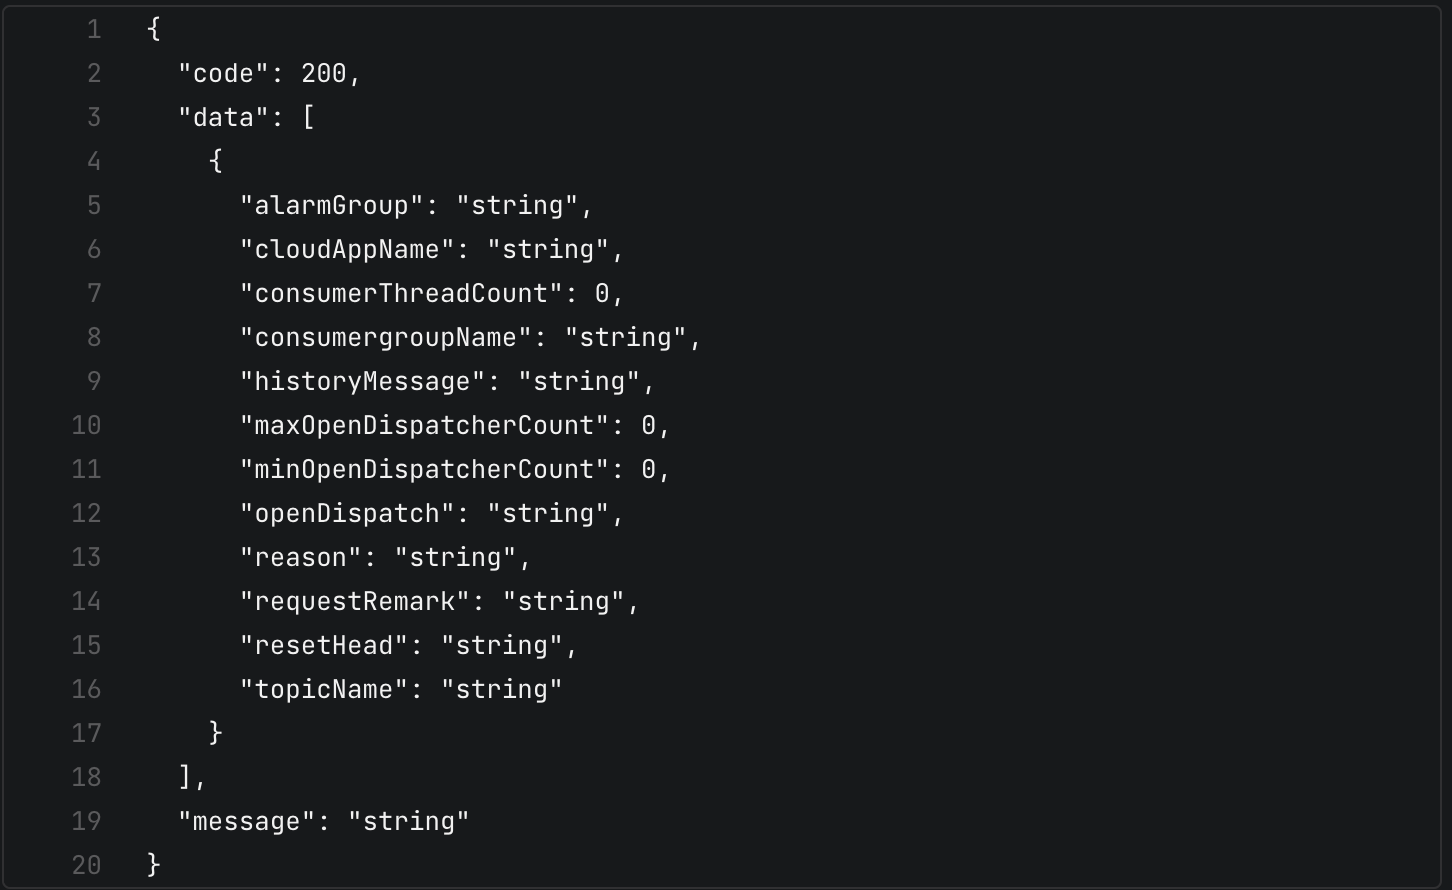 1 {
2   "code": 200,
3   "data": [
4     {
5       "alarmGroup": "string",
6       "cloudAppName": "string",
7       "consumerThreadCount": 0,
8       "consumergroupName": "string",
9       "historyMessage": "string",
10       "maxOpenDispatcherCount": 0,
11       "minOpenDispatcherCount": 0,
12       "openDispatch": "string",
13       "reason": "string",
14       "requestRemark": "string",
15       "resetHead": "string",
16       "topicName": "string"
17     }
18   ],
19   "message": "string"
20 }